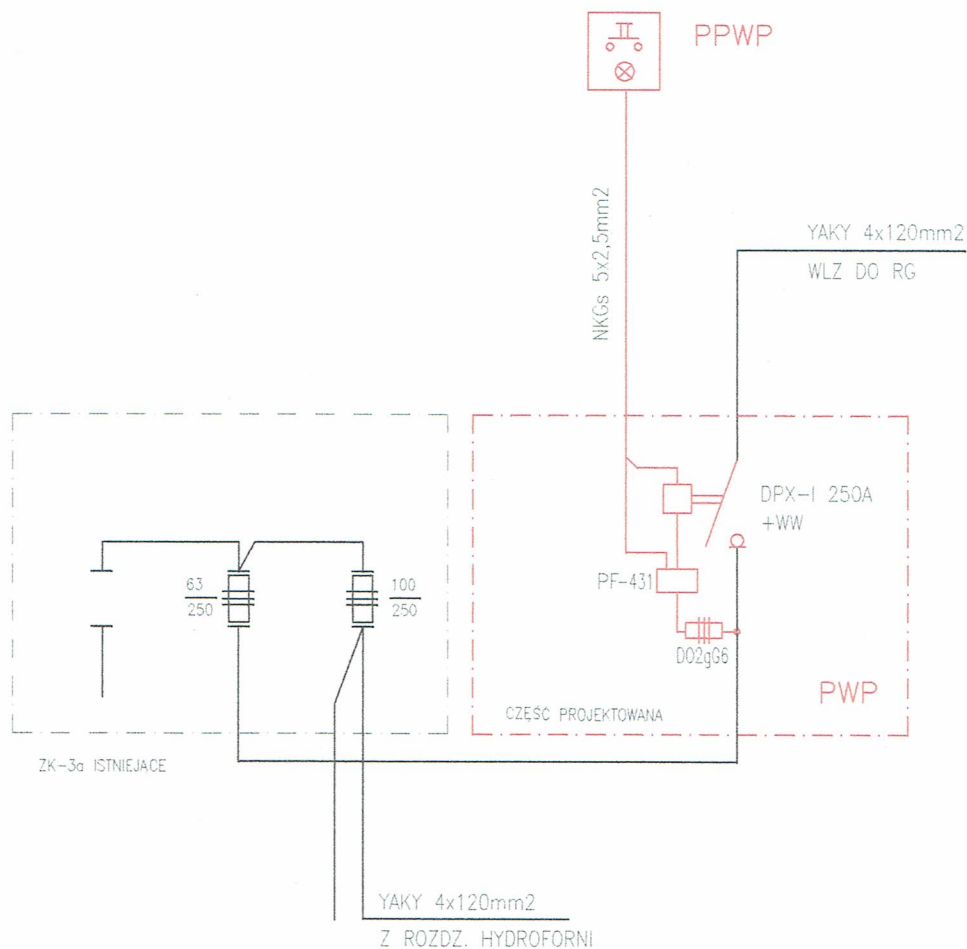 PPWP
NKGs 5x2,5mm2
YAKY 4x120mm2
WLZ DO RG
DPX-I 250A
+WW
63
250
100
250
PF-431
D02gG6
PWP
CZĘŚĆ PROJEKTOWANA
ZK-3a ISTNIEJACE
YAKY 4x120mm2
Z ROZDZ. HYDROFORNI